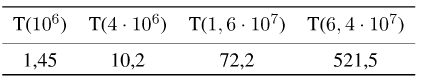 T(10⁶) T(4 · 10⁶) T(1, 6 · 10⁷) T(6, 4 · 10⁷)
1,45 10,2 72,2 521,5